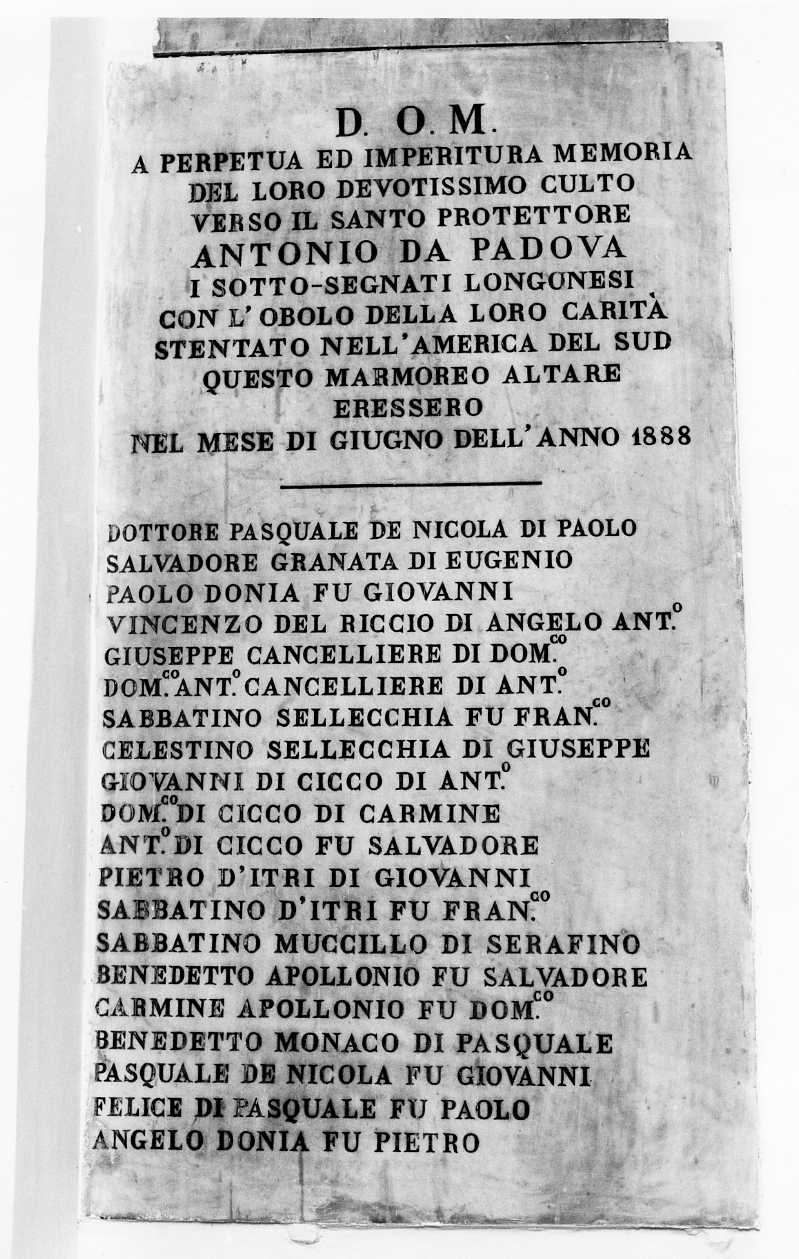 D. O. M.
A PERPETUA ED IMPERITURA MEMORIA
DEL LORO DEVOTISSIMO CULTO
VERSO IL SANTO PROTETTORE
ANTONIO DA PADOVA
I SOTTO-SEGNATI LONGONESI
CON L'OBOLO DELLA LORO CARITÀ
STENTATO NELL'AMERICA DEL SUD
QUESTO MARMOREO ALTARE
ERESSERO
NEL MESE DI GIUGNO DELL'ANNO 1888
DOTTORE PASQUALE DE NICOLA DI PAOLO
SALVADORE GRANATA DI EUGENIO
PAOLO DONIA FU GIOVANNI
VINCENZO DEL RICCIO DI ANGELO ANT.O
GIUSEPPE CANCELLIERE DI DOM.CO
DOM.CO ANT.O CANCELLIERE DI ANT.O
SABBATINO SELLECCHIA FU FRAN.CO
CELESTINO SELLECCHIA DI GIUSEPPE
GIOVANNI DI CICCO DI ANT.O
DOM.CO DI CICCO DI CARMINE
ANT.O DI CICCO FU SALVADORE
PIETRO D'ITRI DI GIOVANNI
SABBATINO D'ITRI FU FRAN.CO
SABBATINO MUCCILLO DI SERAFINO
BENEDETTO APOLLONIO FU SALVADORE
CARMINE APOLLONIO FU DOM.CO
BENEDETTO MONACO DI PASQUALE
PASQUALE DE NICOLA FU GIOVANNI
FELICE DI PASQUALE FU PAOLO
ANGELO DONIA FU PIETRO